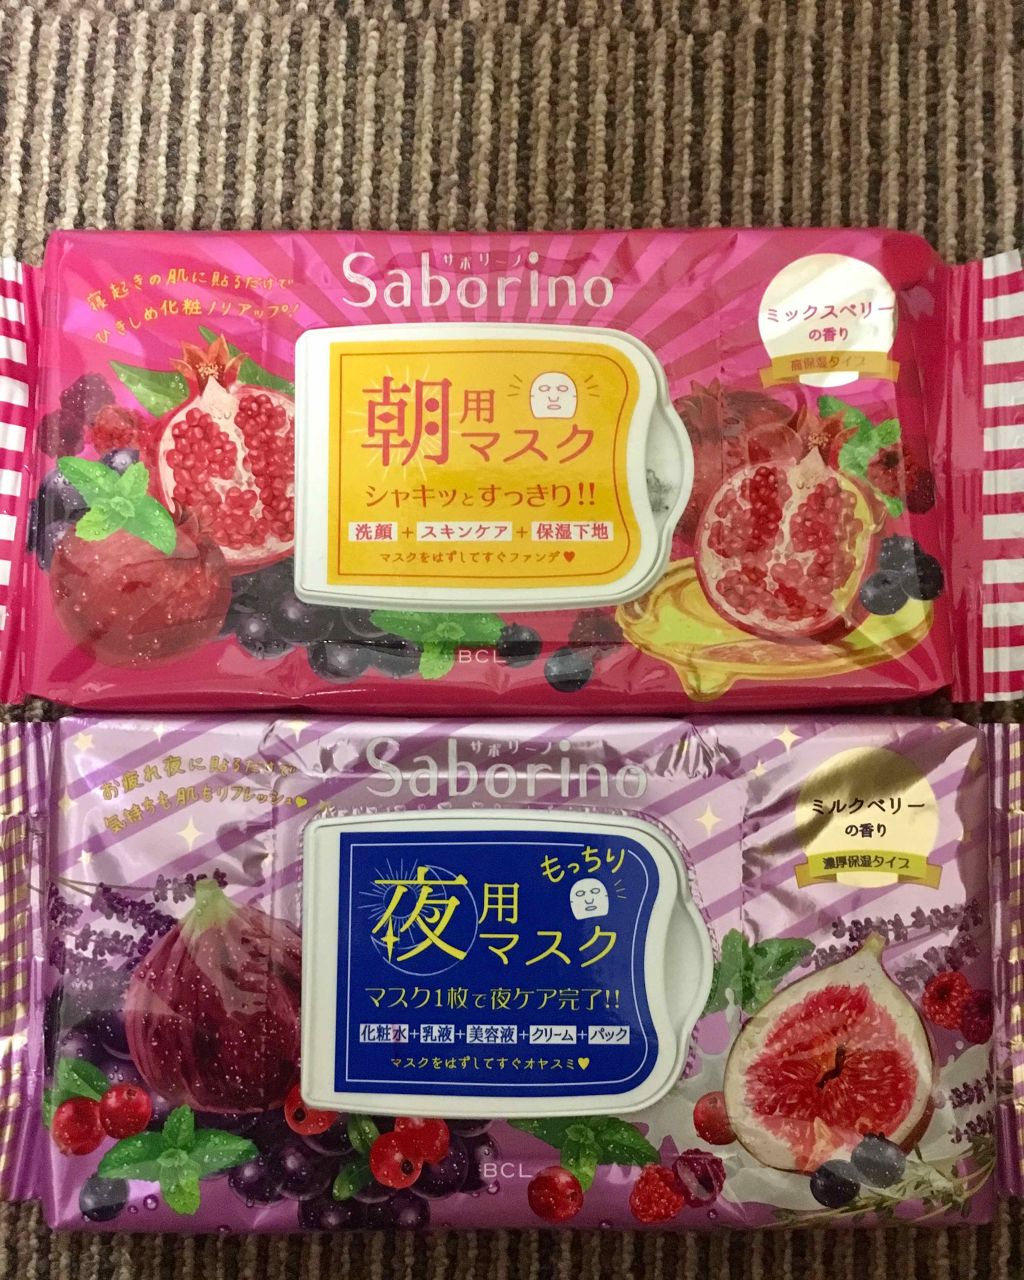 サボリーノ
Saborino
寝起きの肌に貼るだけで
ひきしめ化粧ノリアップ!
ミックスベリー
の香り
高保湿タイプ
朝用
マスク
シャキッとすっきり!!
洗顔+スキンケア+保湿下地
マスクをはずしてすぐファンデ♥
BCL
サボリーノ
Saborino
お疲れ夜に貼るだけで
気持ちも肌もリフレッシュ♥
ミルクベリー
の香り
濃厚保湿タイプ
もっちり
夜用
マスク
マスク1枚で夜ケア完了!!
化粧水+乳液+美容液+クリーム+パック
マスクをはずしてすぐオヤスミ♥
BCL